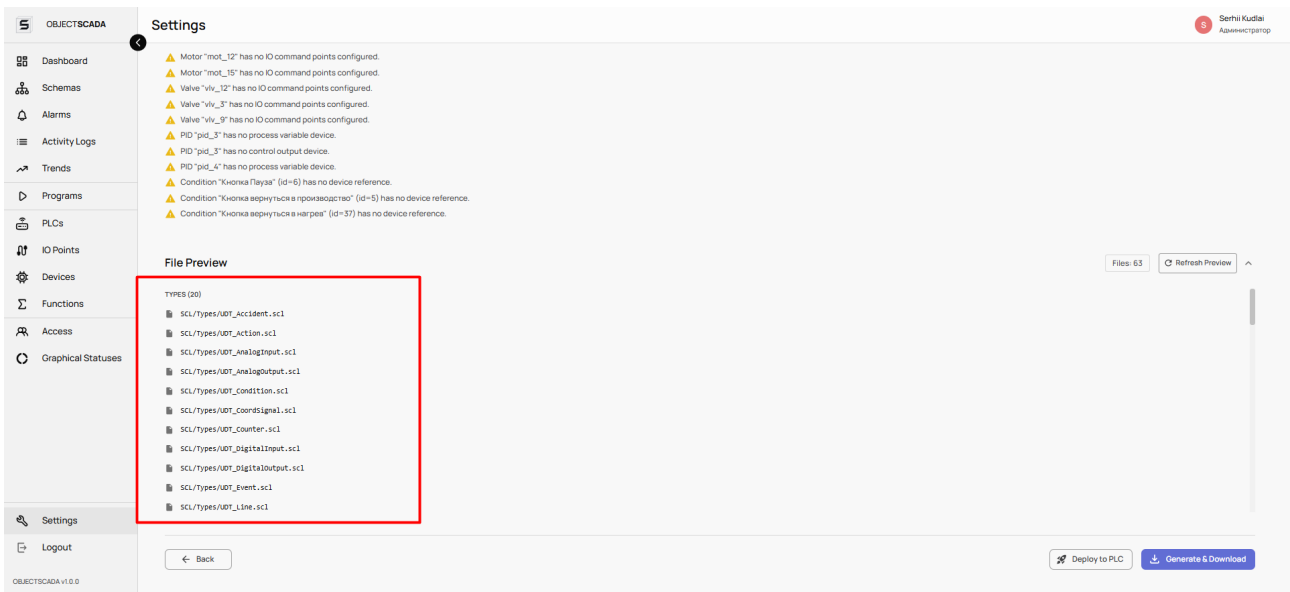 OBJECTSCADA
Settings
S
Serhii Kudlai
Администратор
Dashboard
Schemas
Alarms
Activity Logs
Trends
Programs
PLCs
IO Points
Devices
Functions
Access
Graphical Statuses
Settings
Logout
OBJECTSCADA v1.0.0
Motor "mot_12" has no IO command points configured.
Motor "mot_15" has no IO command points configured.
Valve "vlv_12" has no IO command points configured.
Valve "vlv_3" has no IO command points configured.
Valve "vlv_9" has no IO command points configured.
PID "pid_3" has no process variable device.
PID "pid_3" has no control output device.
PID "pid_4" has no process variable device.
Condition "Кнопка Пауза" (id=6) has no device reference.
Condition "Кнопка вернуться в производство" (id=5) has no device reference.
Condition "Кнопка вернуться в нагрев" (id=37) has no device reference.
File Preview
Files: 63
Refresh Preview
TYPES (20)
SCL/Types/UDT_Accident.scl
SCL/Types/UDT_Action.scl
SCL/Types/UDT_AnalogInput.scl
SCL/Types/UDT_AnalogOutput.scl
SCL/Types/UDT_Condition.scl
SCL/Types/UDT_CoordSignal.scl
SCL/Types/UDT_Counter.scl
SCL/Types/UDT_DigitalInput.scl
SCL/Types/UDT_DigitalOutput.scl
SCL/Types/UDT_Event.scl
SCL/Types/UDT_Line.scl
Back
Deploy to PLC
Generate & Download